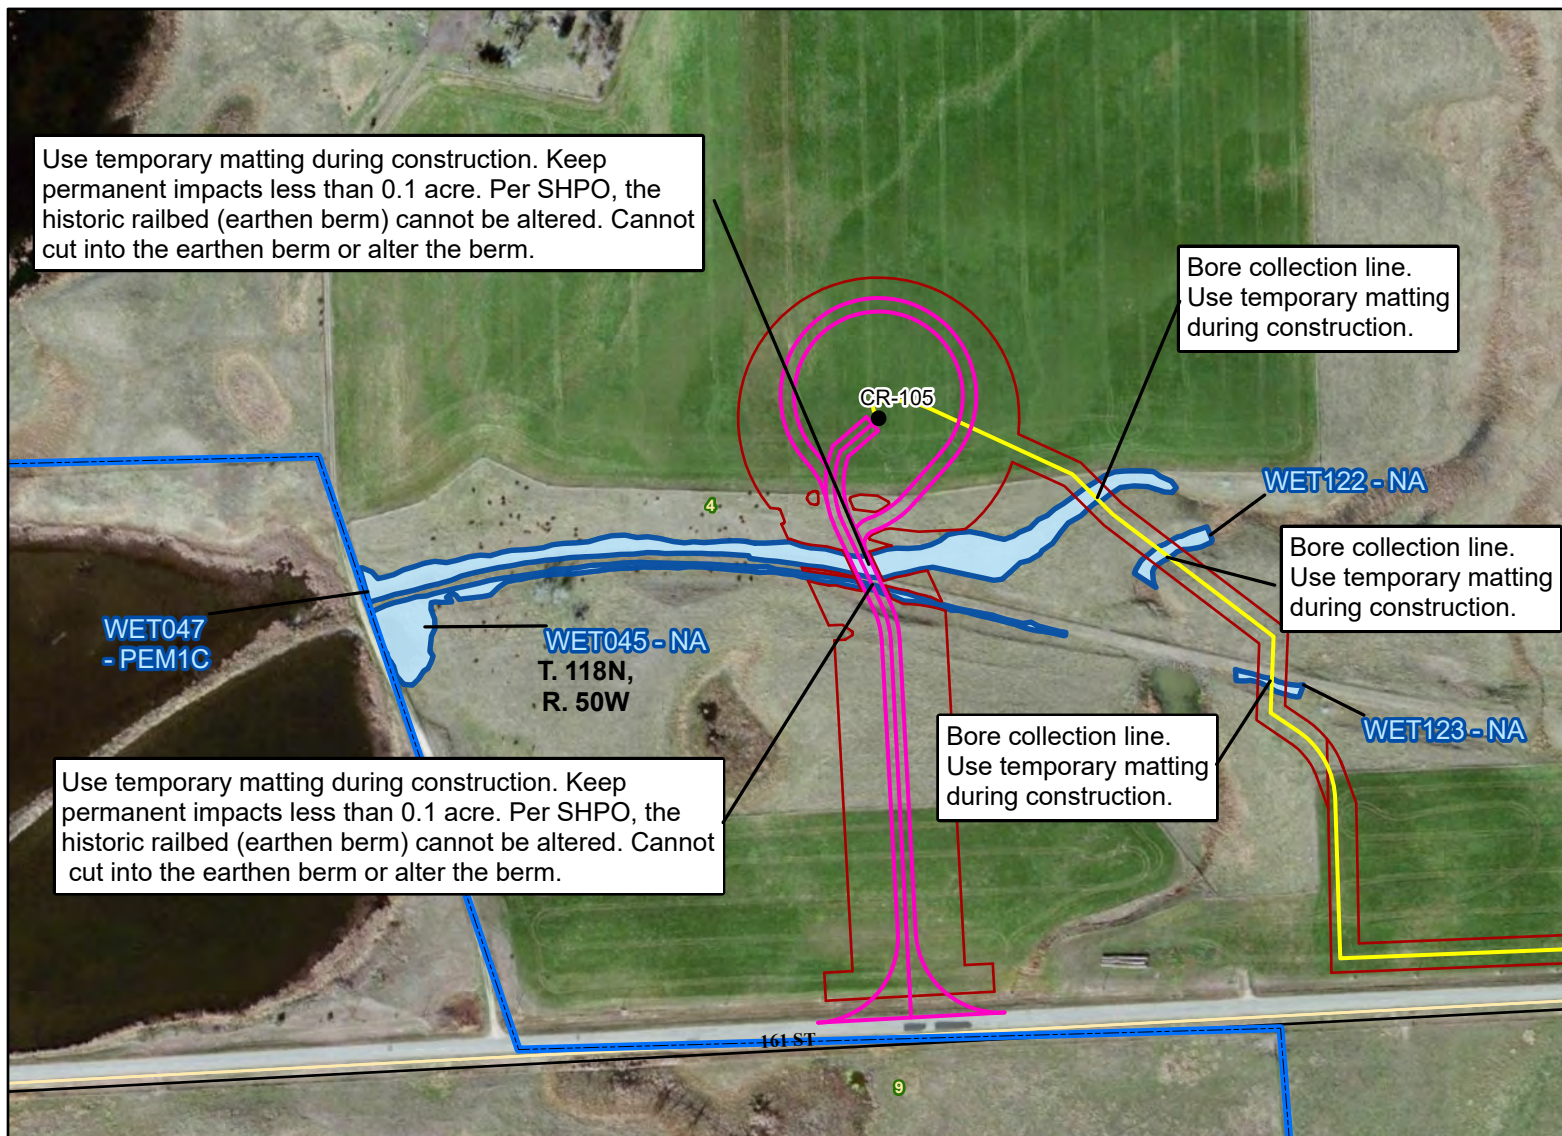 Use temporary matting during construction. Keep
permanent impacts less than 0.1 acre. Per SHPO, the
historic railbed (earthen berm) cannot be altered. Cannot
cut into the earthen berm or alter the berm.
Bore collection line.
Use temporary matting
during construction.
CR-105
WET122 - NA
4
Bore collection line.
Use temporary matting
during construction.
WET047
- PEM1C
WET045 - NA
T. 118N,
R. 50W
WET123 - NA
Bore collection line.
Use temporary matting
during construction.
Use temporary matting during construction. Keep
permanent impacts less than 0.1 acre. Per SHPO, the
historic railbed (earthen berm) cannot be altered. Cannot
cut into the earthen berm or alter the berm.
161 ST
9